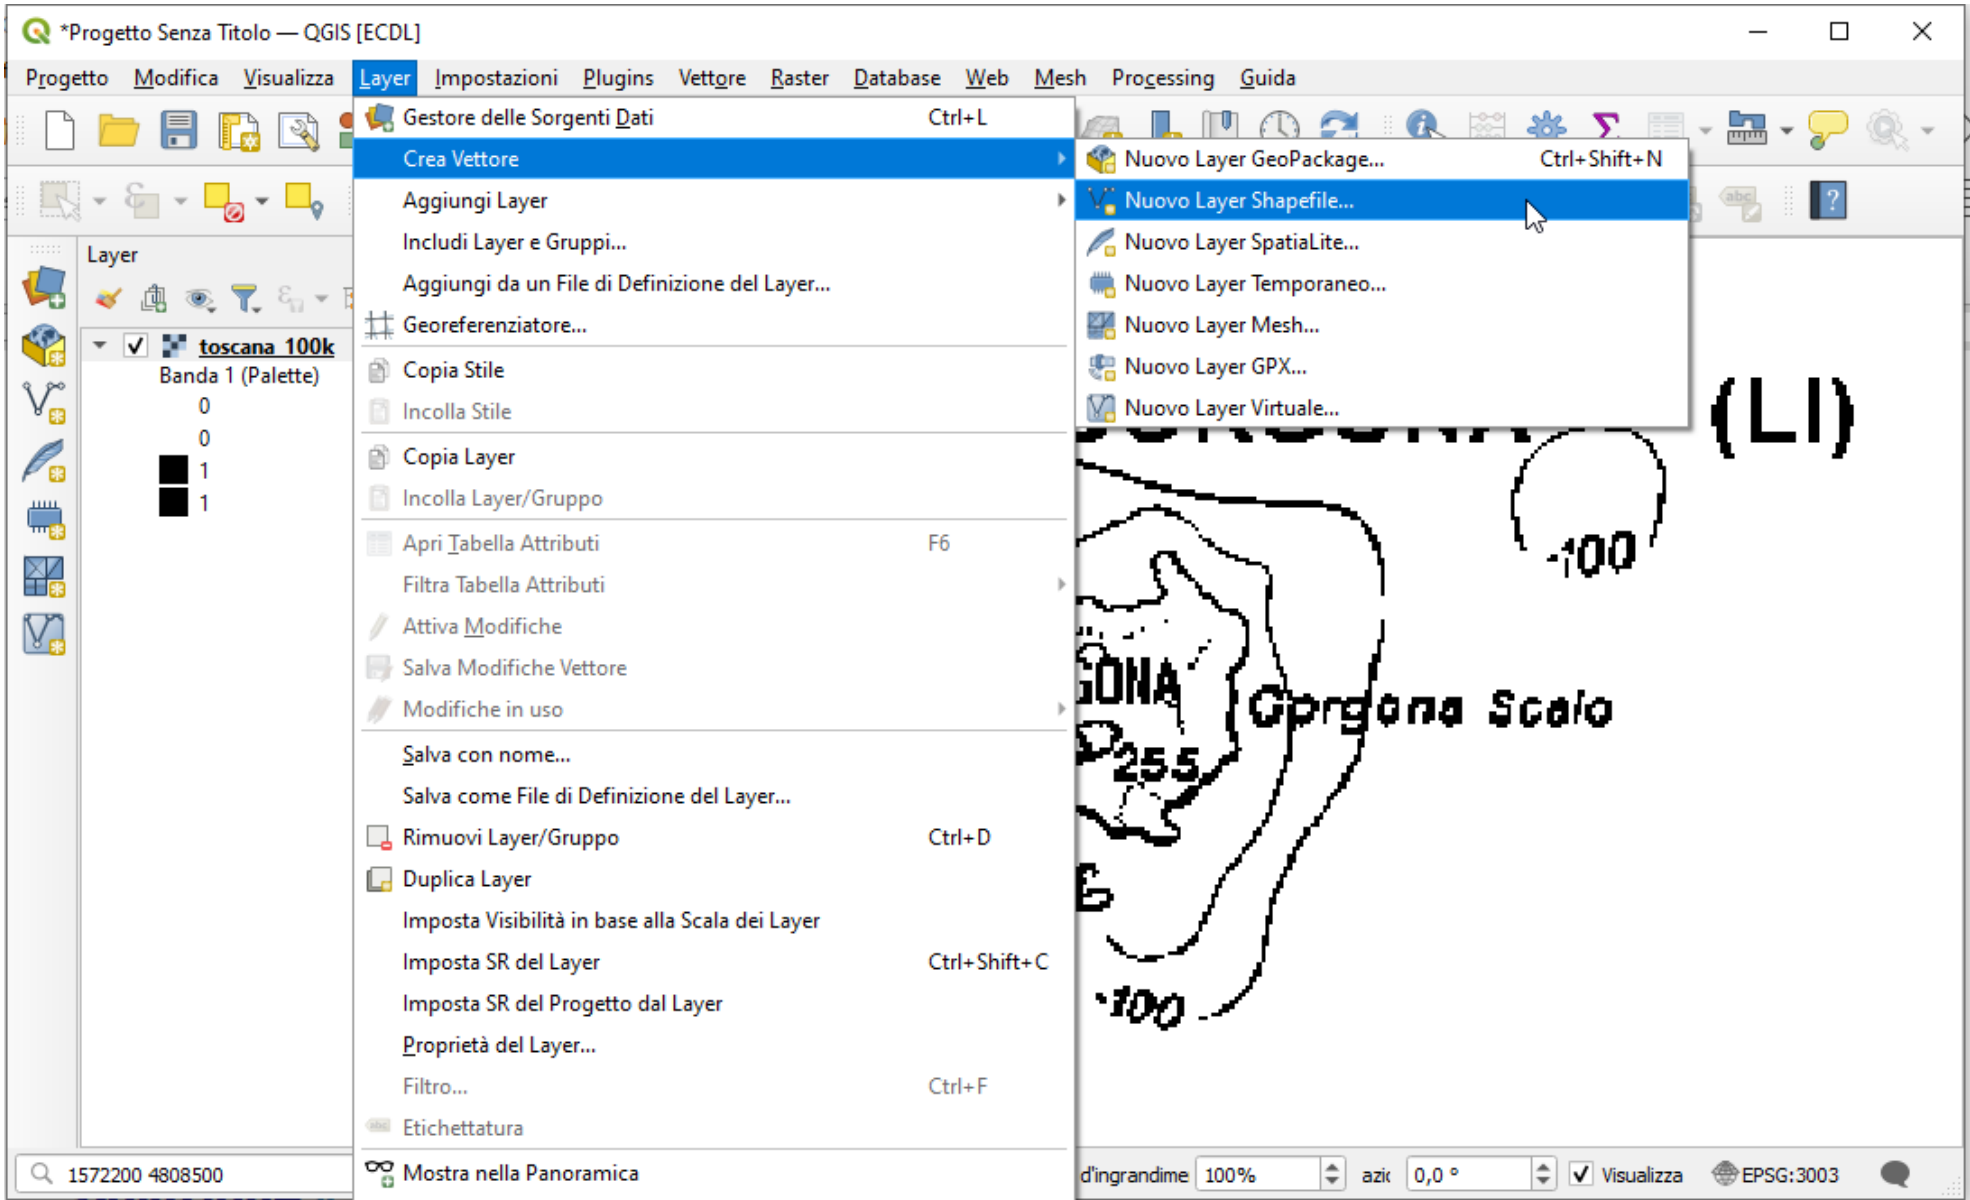 *Progetto Senza Titolo — QGIS [ECDL]
Progetto Modifica Visualizza Layer Impostazioni Plugins Vettore Raster Database Web Mesh Processing Guida
Gestore delle Sorgenti Dati Ctrl+L
Crea Vettore
Aggiungi Layer
Includi Layer e Gruppi...
Aggiungi da un File di Definizione del Layer...
Georeferenziatore...
Copia Stile
Incolla Stile
Copia Layer
Incolla Layer/Gruppo
Apri Tabella Attributi F6
Filtra Tabella Attributi
Attiva Modifiche
Salva Modifiche Vettore
Modifiche in uso
Salva con nome...
Salva come File di Definizione del Layer...
Rimuovi Layer/Gruppo Ctrl+D
Duplica Layer
Imposta Visibilità in base alla Scala dei Layer
Imposta SR del Layer Ctrl+Shift+C
Imposta SR del Progetto dal Layer
Proprietà del Layer...
Filtro... Ctrl+F
Etichettatura
Mostra nella Panoramica
Nuovo Layer GeoPackage... Ctrl+Shift+N
Nuovo Layer Shapefile...
Nuovo Layer SpatiaLite...
Nuovo Layer Temporaneo...
Nuovo Layer Mesh...
Nuovo Layer GPX...
Nuovo Layer Virtuale...
Layer
toscana_100k
Banda 1 (Palette)
0
0
1
1
(LI)
-100
GONA
Gorgona Scalo
255
-100
1572200 4808500
d'ingrandime 100% azic 0,0 ° Visualizza EPSG:3003